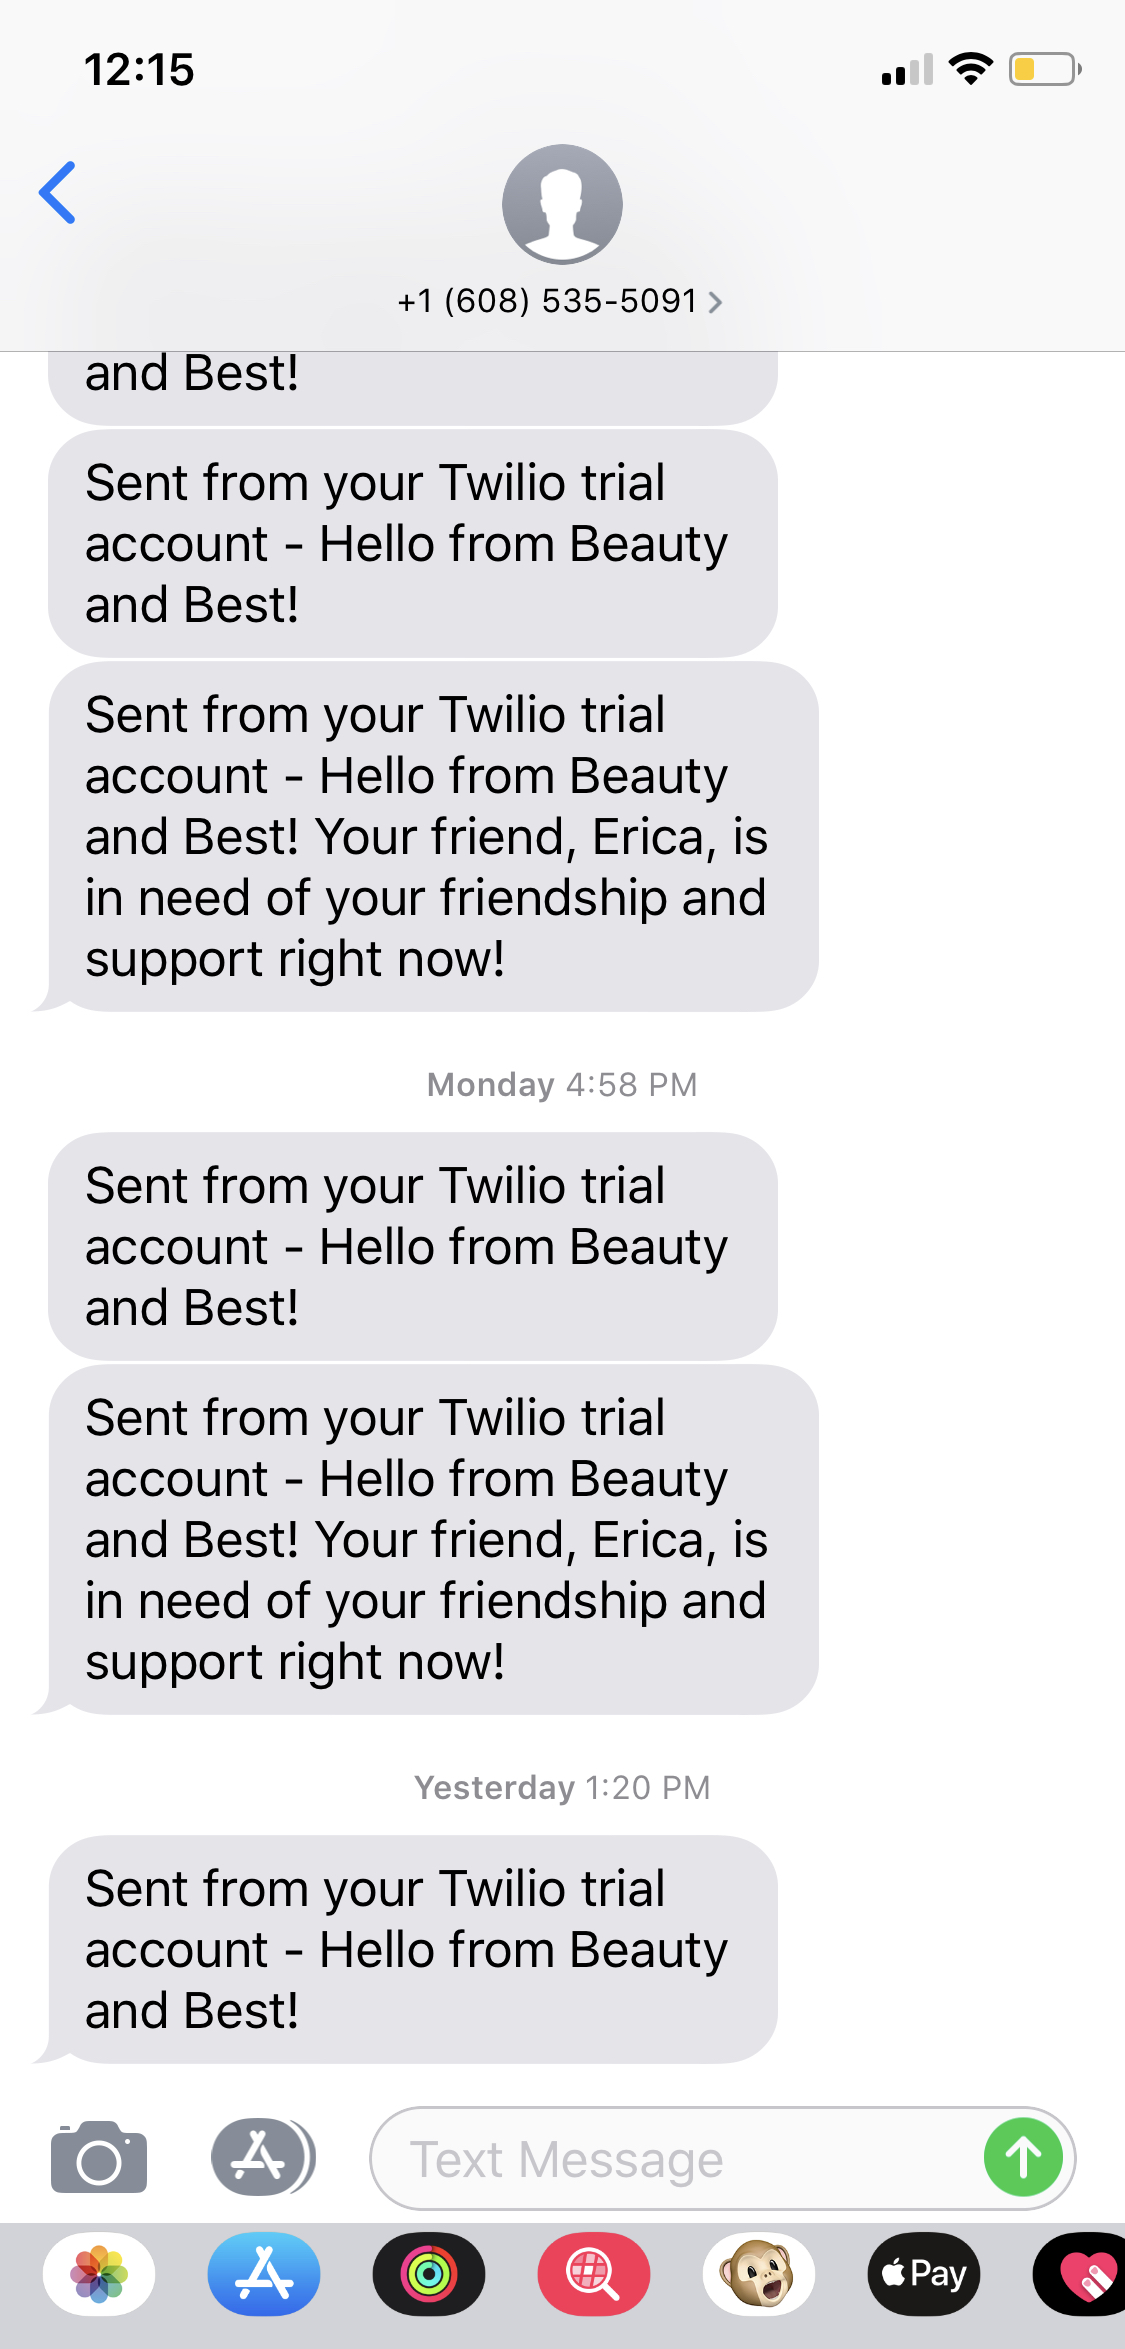 12:15
+1 (608) 535-5091
and Best!
Sent from your Twilio trial
account - Hello from Beauty
and Best!
Sent from your Twilio trial
account - Hello from Beauty
and Best! Your friend, Erica, is
in need of your friendship and
support right now!
Monday 4:58 PM
Sent from your Twilio trial
account - Hello from Beauty
and Best!
Sent from your Twilio trial
account - Hello from Beauty
and Best! Your friend, Erica, is
in need of your friendship and
support right now!
Yesterday 1:20 PM
Sent from your Twilio trial
account - Hello from Beauty
and Best!
Text Message
Pay